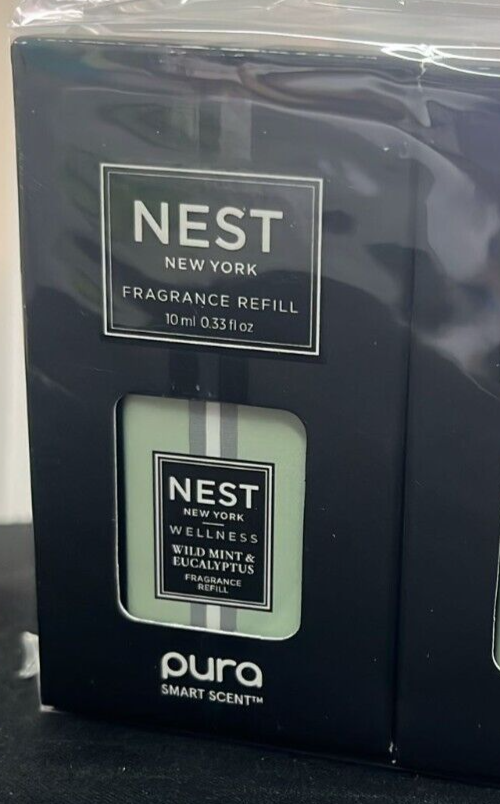 NEST
NEW YORK
FRAGRANCE REFILL
10 ml 0.33 fl oz
NEST
NEW YORK
WELLNESS
WILD MINT &
EUCALYPTUS
FRAGRANCE
REFILL
pura
SMART SCENT™